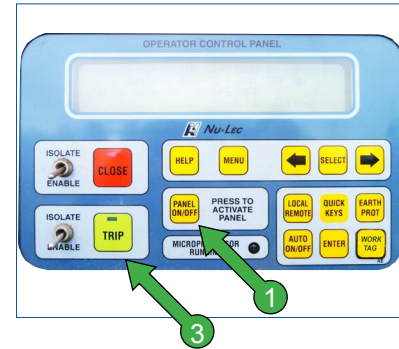 OPERATOR CONTROL PANEL
Nu-Lec
ISOLATE
ENABLE
CLOSE
HELP
MENU
SELECT
ISOLATE
ENABLE
TRIP
PANEL
ON/OFF
PRESS TO
ACTIVATE
PANEL
LOCAL
REMOTE
QUICK
KEYS
EARTH
PROT
AUTO
ON/OFF
ENTER
WORK
TAG
1
3